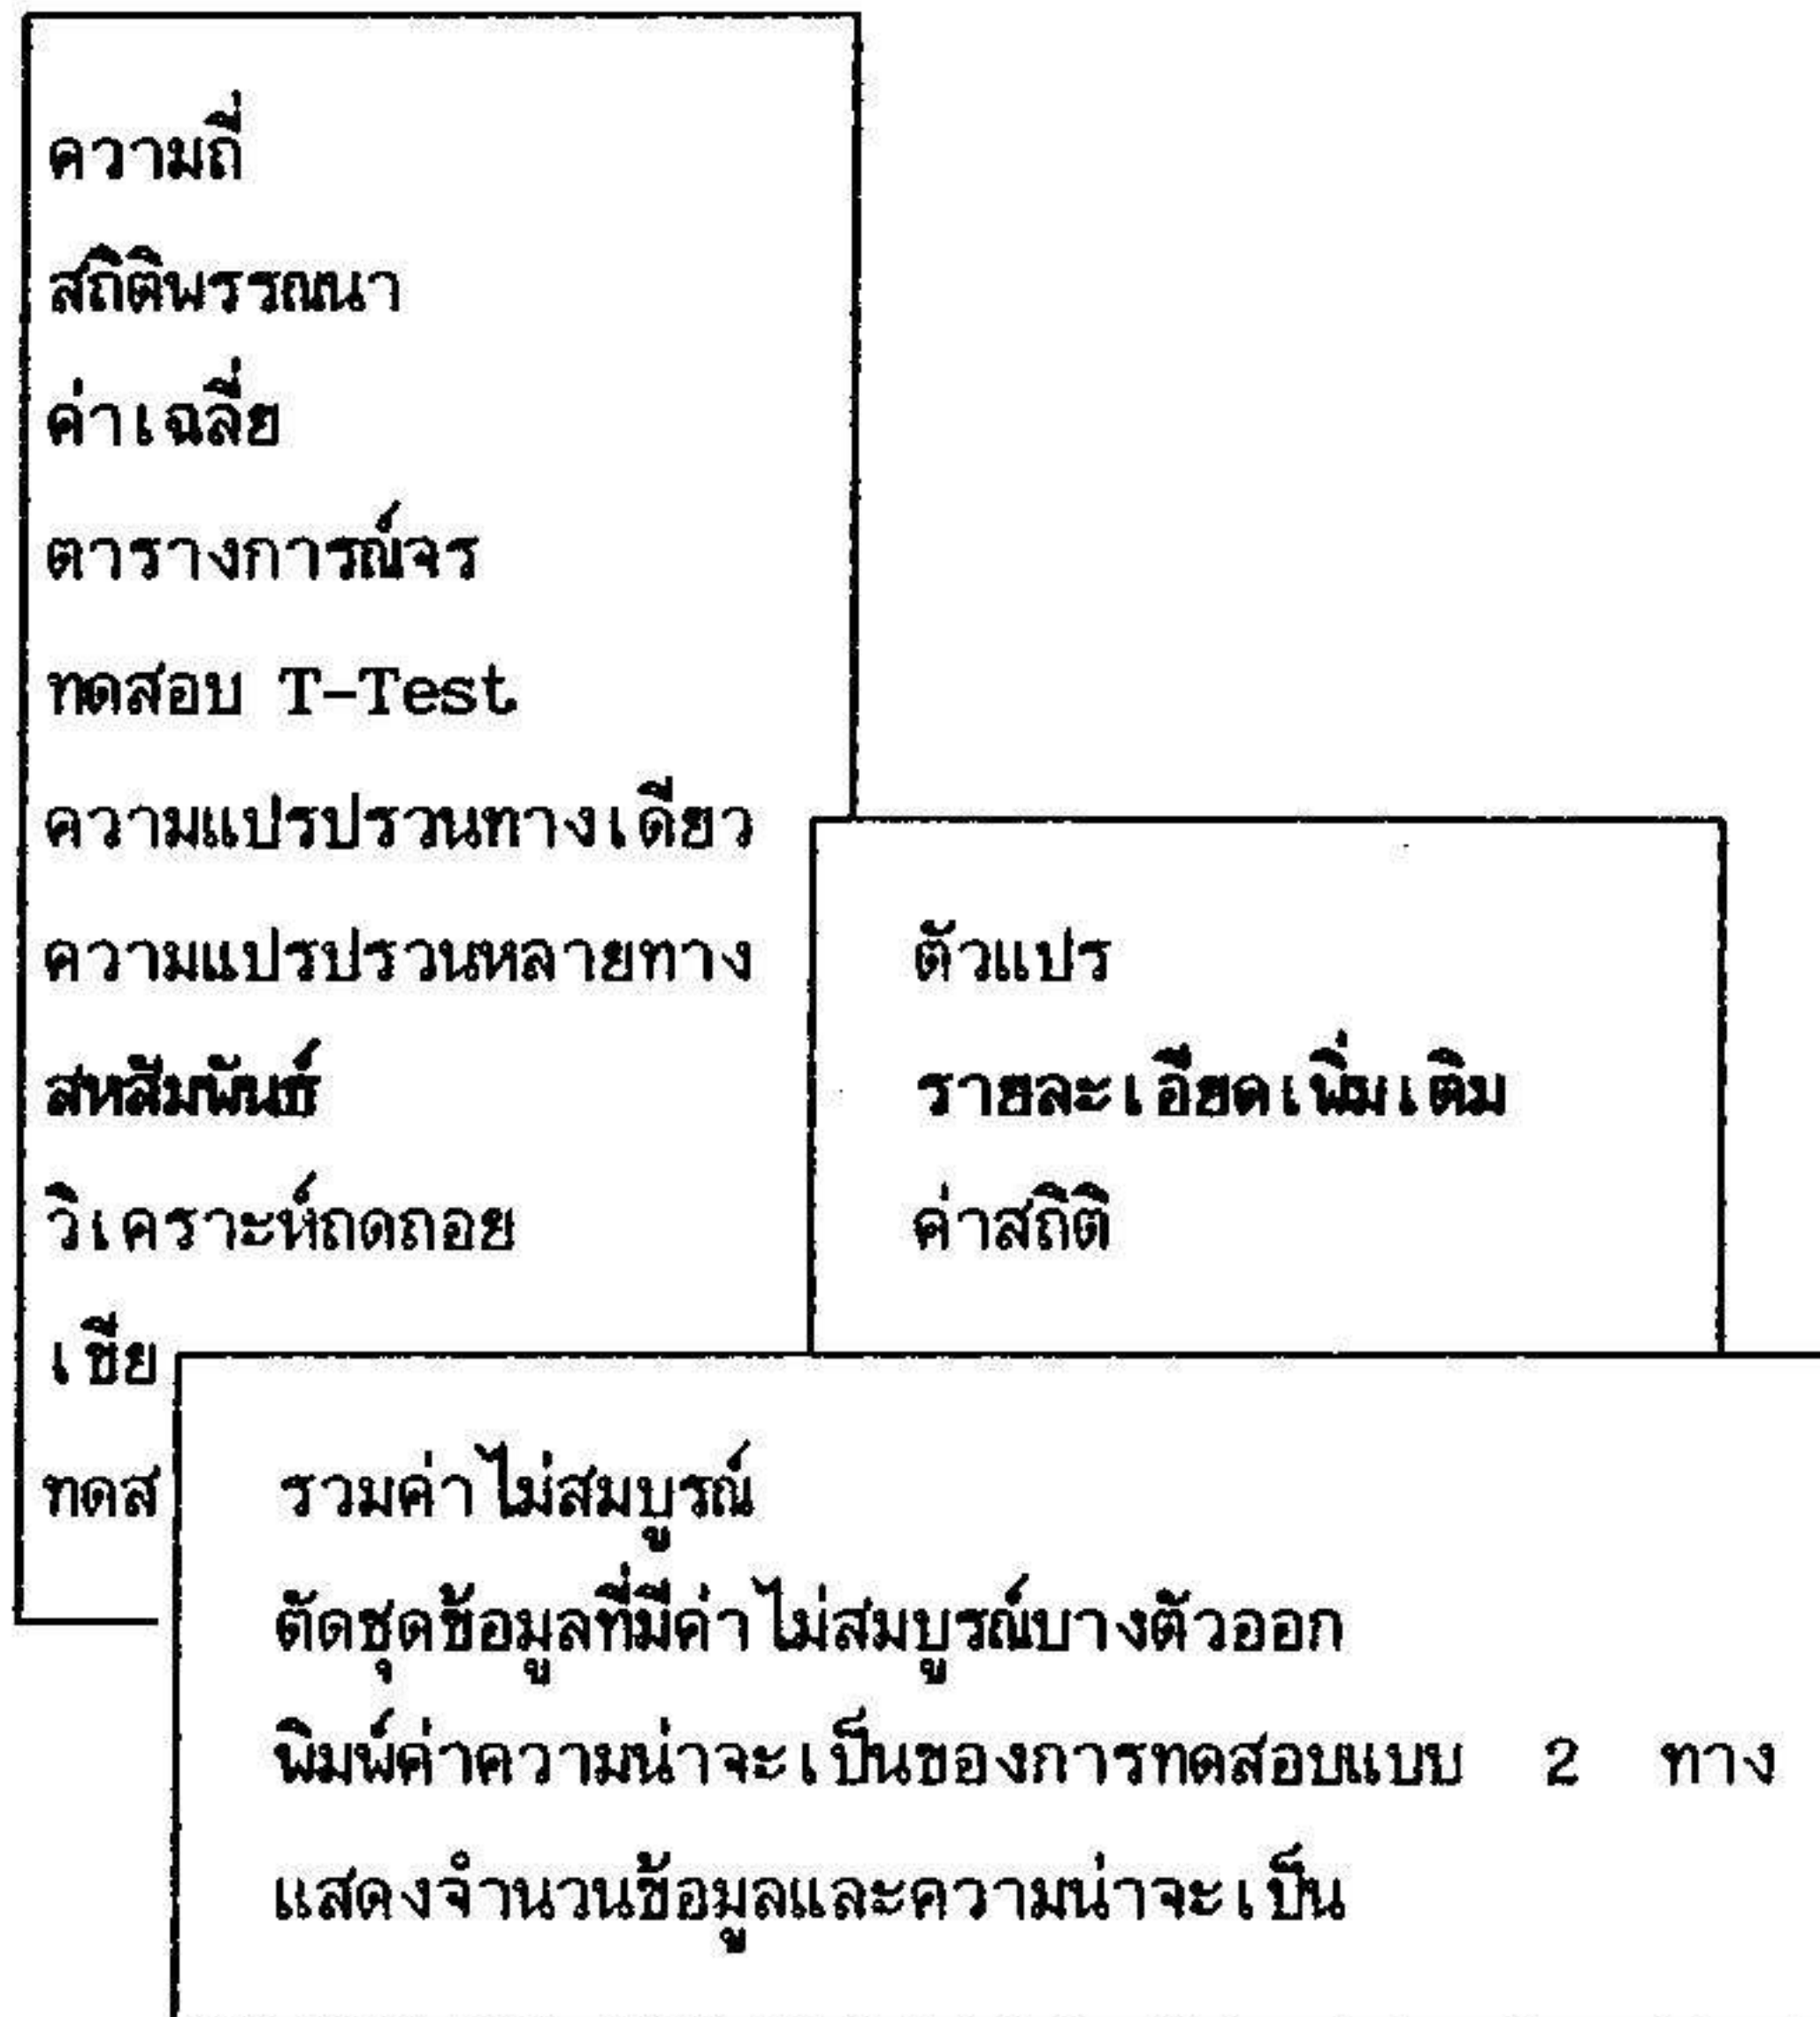 ความถี่
สถิติพรรณนา
ค่าเฉลี่ย
ตารางการณ์จร
ทดสอบ T-Test
ความแปรปรวนทางเดียว
ความแปรปรวนหลายทาง
สหสัมพันธ์
วิเคราะห์ถดถอย
เขีย
ทดส
ตัวแปร
รายละเอียดเพิ่มเติม
ค่าสถิติ
รวมค่าไม่สมบูรณ์
ตัดชุดข้อมูลที่มีค่าไม่สมบูรณ์บางตัวออก
พิมพ์ค่าความน่าจะเป็นของการทดสอบแบบ 2 ทาง
แสดงจำนวนข้อมูลและความน่าจะเป็น